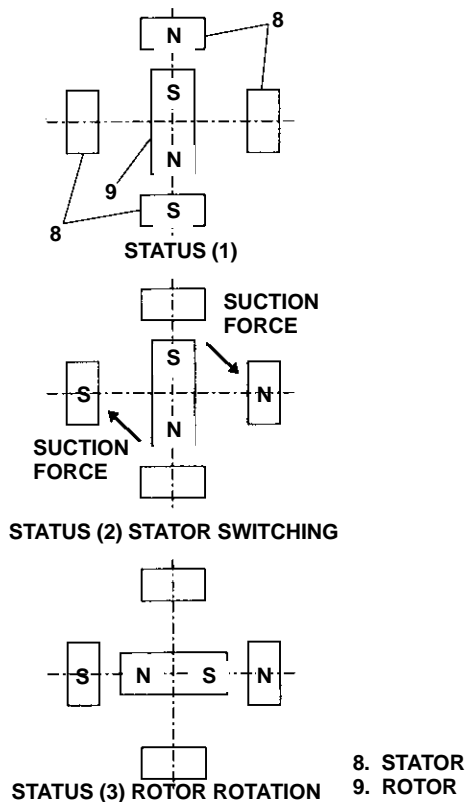 8
N
S
N
9
S
8
STATUS (1)
SUCTION
FORCE
S
S
N
N
SUCTION
FORCE
STATUS (2) STATOR SWITCHING
S
N
S
N
8. STATOR
STATUS (3) ROTOR ROTATION
9. ROTOR